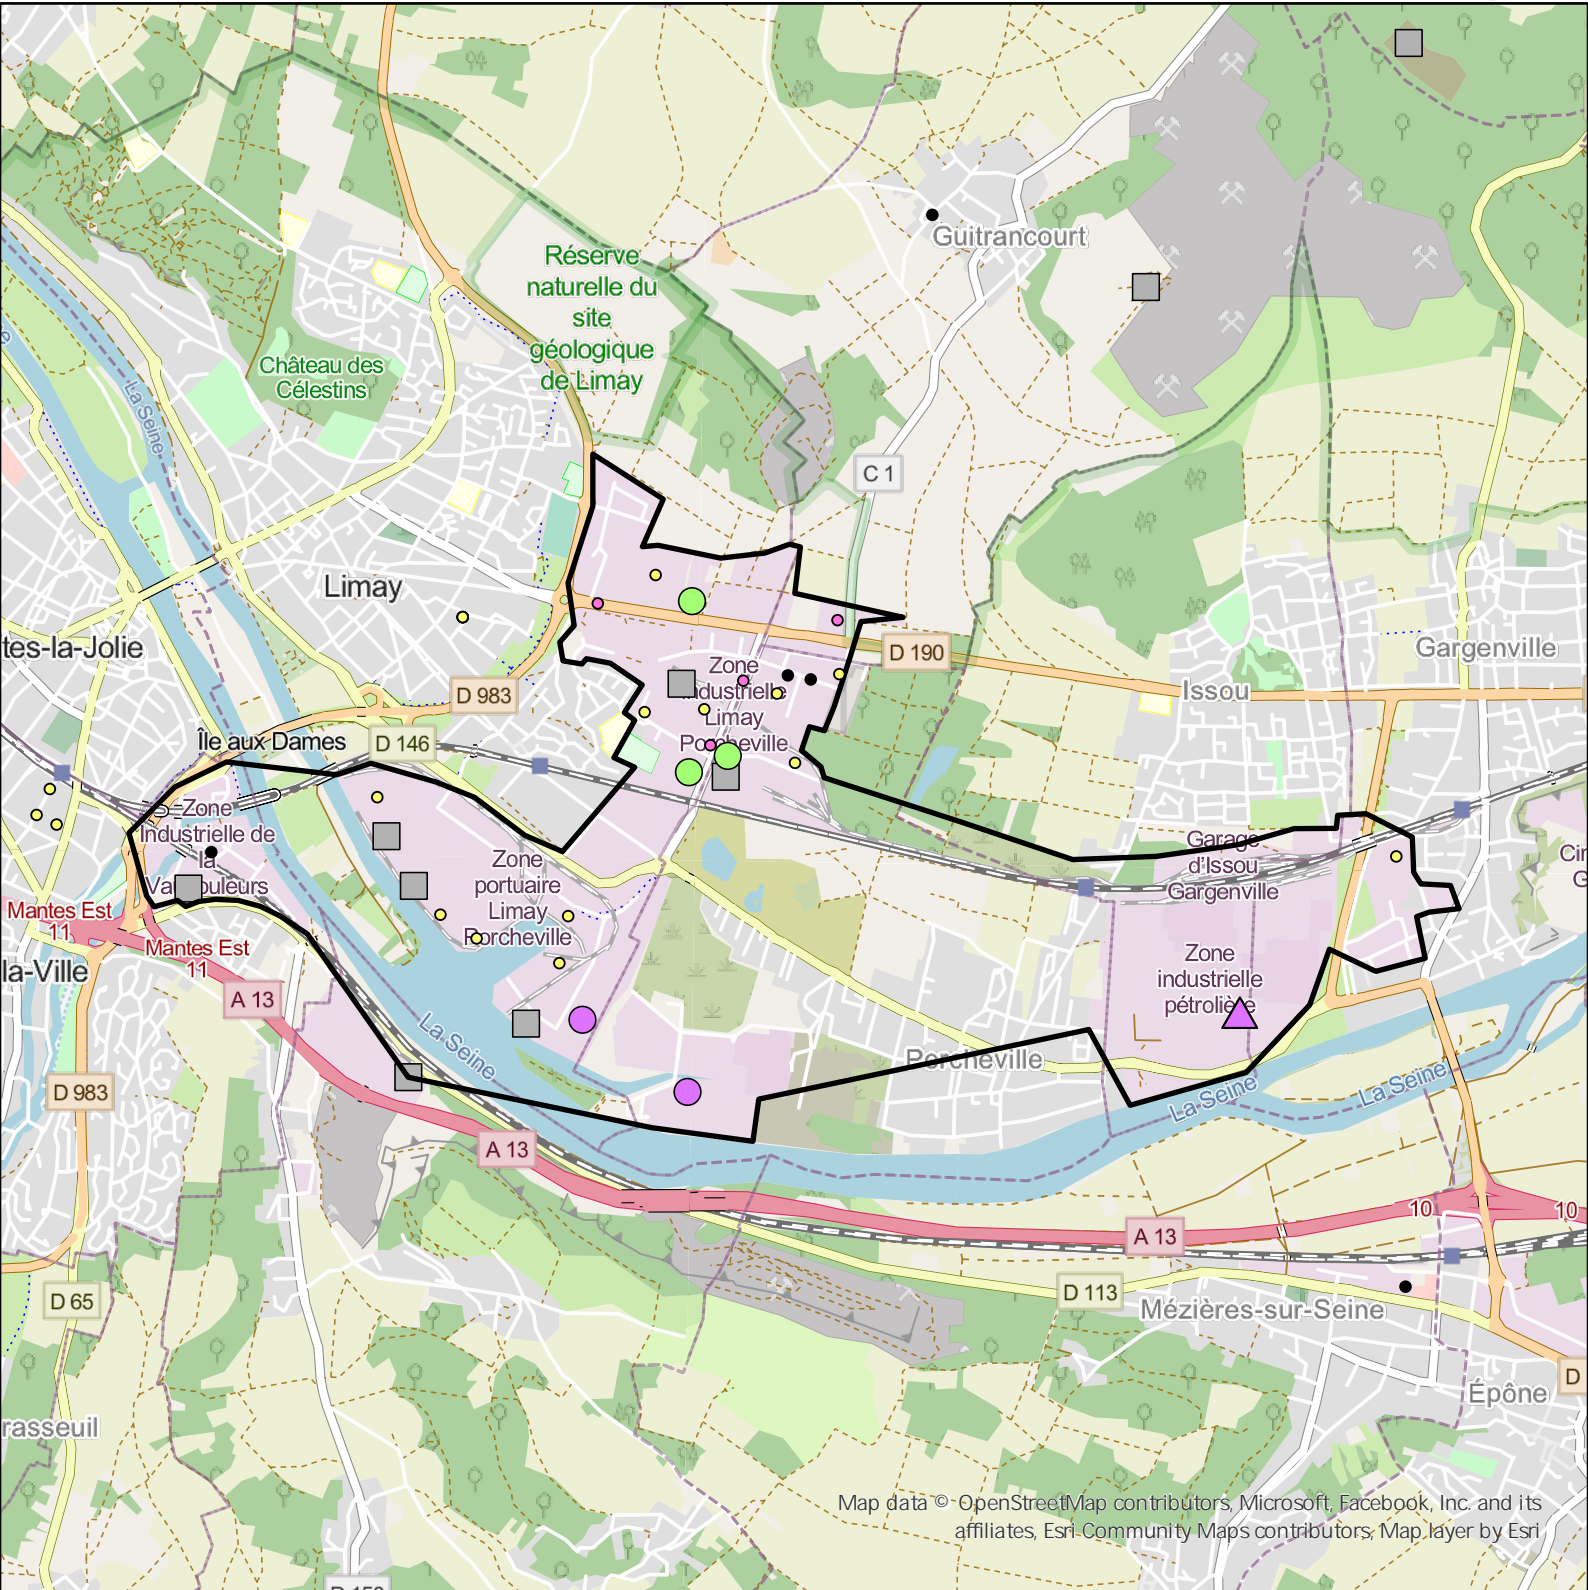 Guitrancourt
Réserve
naturelle du
site
géologique
de Limay
Château des
Célestins
La Seine
C 1
Limay
tes-la-Jolie
D 190
Gargenville
Issou
D 983
Zone
Industrielle
Limay
Porcheville
Île aux Dames
D 146
Zone
Industrielle de
la
Vaucouleurs
Zone
portuaire
Limay
Porcheville
Garage
d'Issou
Gargenville
Mantes Est
11
Mantes Est
11
la-Ville
A 13
Zone
industrielle
pétrolière
La Seine
Porcheville
D 983
La Seine
La Seine
A 13
10
10
A 13
D 65
D 113
Mézières-sur-Seine
D
Épône
rasseuil
Map data © OpenStreetMap contributors, Microsoft, Facebook, Inc. and its
affiliates, Esri Community Maps contributors, Map layer by Esri